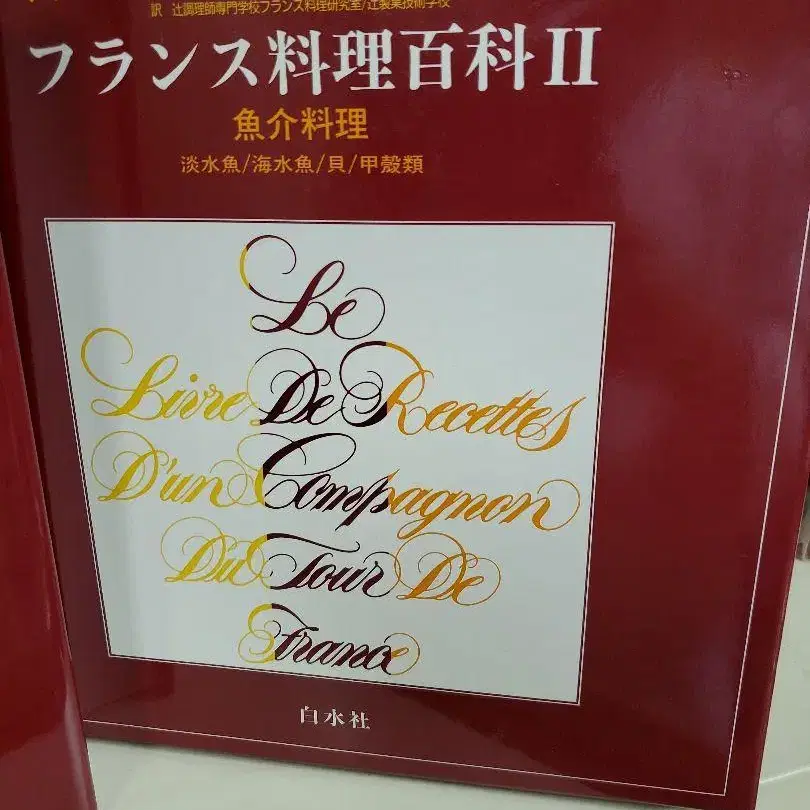 訳 辻調理師専門学校フランス料理研究室/辻製菓技術学校
フランス料理百科II
魚介料理
淡水魚/海水魚/貝/甲殻類
Le
Livre De Recettes
D'un Compagnon
Du Tour De
France
白水社